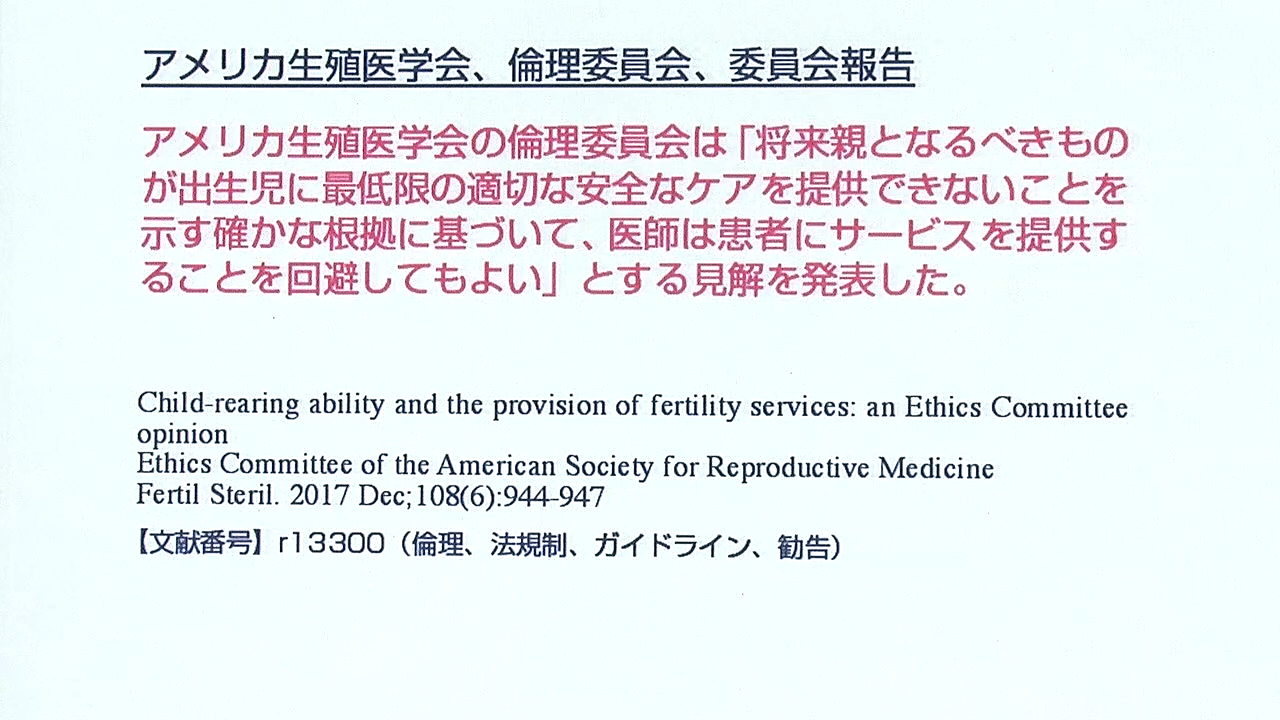 アメリカ生殖医学会、倫理委員会、委員会報告
アメリカ生殖医学会の倫理委員会は「将来親となるべきもの
が出生児に最低限の適切な安全なケアを提供できないことを
示す確かな根拠に基づいて、医師は患者にサービスを提供す
ることを回避してもよい」とする見解を発表した。
Child-rearing ability and the provision of fertility services: an Ethics Committee
opinion
Ethics Committee of the American Society for Reproductive Medicine
Fertil Steril. 2017 Dec;108(6):944-947
【文献番号】r13300（倫理、法規制、ガイドライン、勧告）